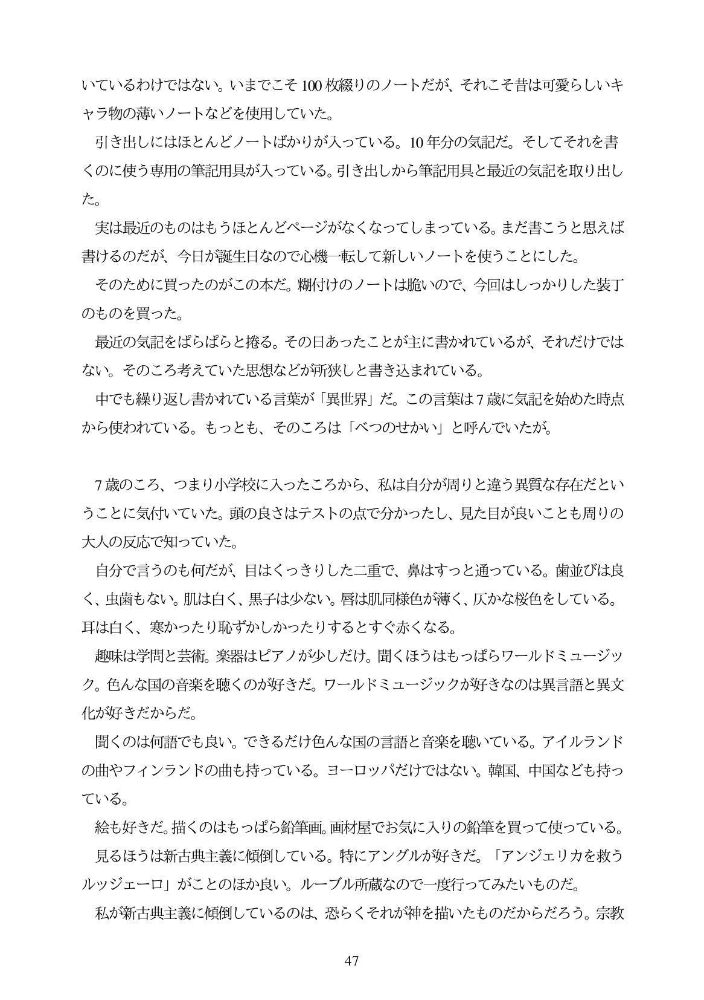 いているわけではない。いまでこそ 100 枚綴りのノートだが、それこそ昔は可愛らしいキ
ャラ物の薄いノートなどを使用していた。
引き出しにはほとんどノートばかりが入っている。10 年分の気記だ。そしてそれを書
くのに使う専用の筆記用具が入っている。引き出しから筆記用具と最近の気記を取り出し
た。
実は最近のものはもうほとんどページがなくなってしまっている。まだ書こうと思えば
書けるのだが、今日が誕生日なので心機一転して新しいノートを使うことにした。
そのために買ったのがこの本だ。糊付けのノートは脆いので、今回はしっかりした装丁
のものを買った。
最近の気記をぱらぱらと捲る。その日あったことが主に書かれているが、それだけでは
ない。そのころ考えていた思想などが所狭しと書き込まれている。
中でも繰り返し書かれている言葉が「異世界」だ。この言葉は 7 歳に気記を始めた時点
から使われている。もっとも、そのころは「べつのせかい」と呼んでいたが。
7 歳のころ、つまり小学校に入ったころから、私は自分が周りと違う異質な存在だとい
うことに気付いていた。頭の良さはテストの点で分かったし、見た目が良いことも周りの
大人の反応で知っていた。
自分で言うのも何だが、目はくっきりした二重で、鼻はすっと通っている。歯並びは良
く、虫歯もない。肌は白く、黒子は少ない。唇は肌同様色が薄く、仄かな桜色をしている。
耳は白く、寒かったり恥ずかしかったりするとすぐ赤くなる。
趣味は学問と芸術。楽器はピアノが少しだけ。聞くほうはもっぱらワールドミュージッ
ク。色んな国の音楽を聴くのが好きだ。ワールドミュージックが好きなのは異言語と異文
化が好きだからだ。
聞くのは何語でも良い。できるだけ色んな国の言語と音楽を聴いている。アイルランド
の曲やフィンランドの曲も持っている。ヨーロッパだけではない。韓国、中国なども持っ
ている。
絵も好きだ。描くのはもっぱら鉛筆画。画材屋でお気に入りの鉛筆を買って使っている。
見るほうは新古典主義に傾倒している。特にアングルが好きだ。「アンジェリカを救う
ルッジェーロ」がことのほか良い。ルーブル所蔵なので一度行ってみたいものだ。
私が新古典主義に傾倒しているのは、恐らくそれが神を描いたものだからだろう。宗教
47